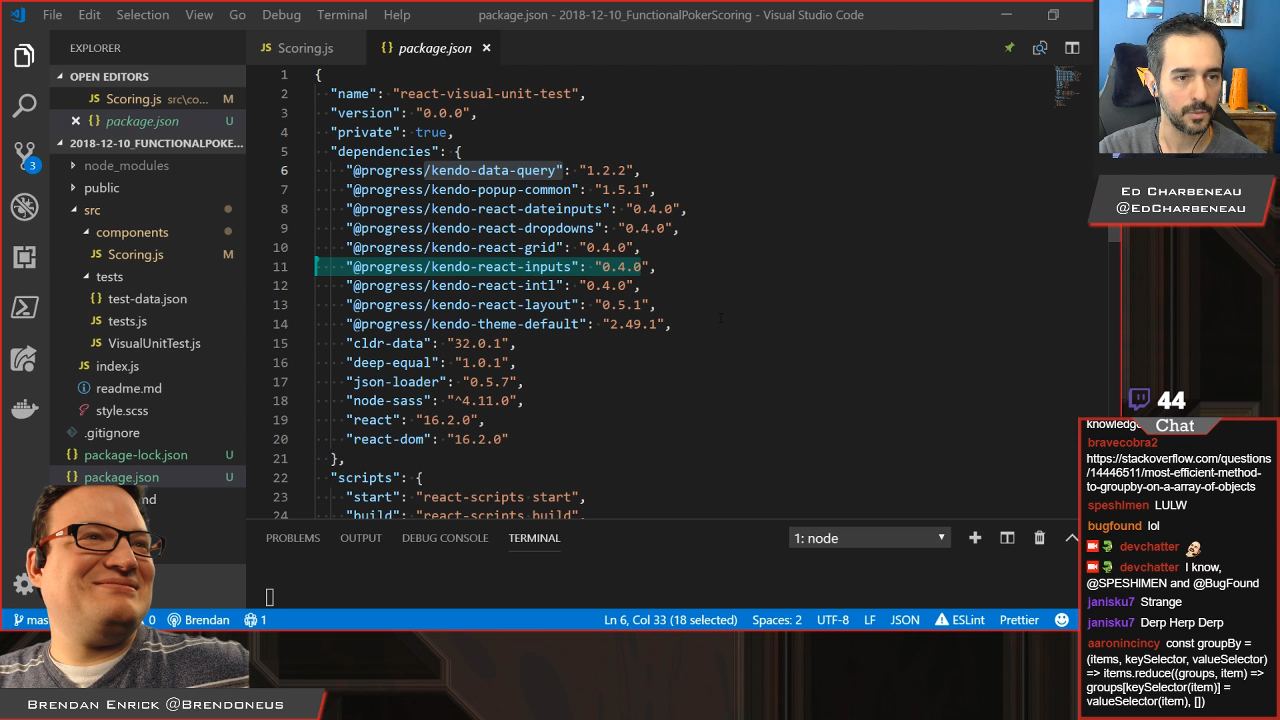 File Edit Selection View Go Debug Terminal Help
package.json - 2018-12-10_FunctionalPokerScoring - Visual Studio Code
EXPLORER
OPEN EDITORS
Scoring.js src\co... M
{} package.json U
2018-12-10_FUNCTIONALPOKE...
node_modules
public
src
components
Scoring.js M
tests
test-data.json
tests.js
VisualUnitTest.js
index.js
readme.md
style.scss
.gitignore
package-lock.json U
package.json U
3
Scoring.js
{} package.json
1 {
2 "name": "react-visual-unit-test",
3 "version": "0.0.0",
4 "private": true,
5 "dependencies": {
6 "@progress/kendo-data-query": "1.2.2",
7 "@progress/kendo-popup-common": "1.5.1",
8 "@progress/kendo-react-dateinputs": "0.4.0",
9 "@progress/kendo-react-dropdowns": "0.4.0",
10 "@progress/kendo-react-grid": "0.4.0",
11 "@progress/kendo-react-inputs": "0.4.0",
12 "@progress/kendo-react-intl": "0.4.0",
13 "@progress/kendo-react-layout": "0.5.1",
14 "@progress/kendo-theme-default": "2.49.1",
15 "cldr-data": "32.0.1",
16 "deep-equal": "1.0.1",
17 "json-loader": "0.5.7",
18 "node-sass": "^4.11.0",
19 "react": "16.2.0",
20 "react-dom": "16.2.0"
21 },
22 "scripts": {
23 "start": "react-scripts start",
24 "build": "react-scripts build",
PROBLEMS OUTPUT DEBUG CONSOLE TERMINAL
1: node
0 Brendan 1
Ln 6, Col 33 (18 selected) Spaces: 2 UTF-8 LF JSON ESLint Prettier
Ed Charbeneau
@EdCharbeneau
44
Chat
bravecobra2
https://stackoverflow.com/questions
/14446511/most-efficient-method-
to-groupby-on-a-array-of-objects
speshimen LULW
bugfound lol
devchatter
devchatter I know,
@SPESHIMEN and @BugFound
janisku7 Strange
janisku7 Derp Herp Derp
aaronincincy const groupBy =
(items, keySelector, valueSelector)
=> items.reduce((groups, item) =>
groups[keySelector(item)] =
valueSelector(item), [])
Brendan Enrick @Brendoneus